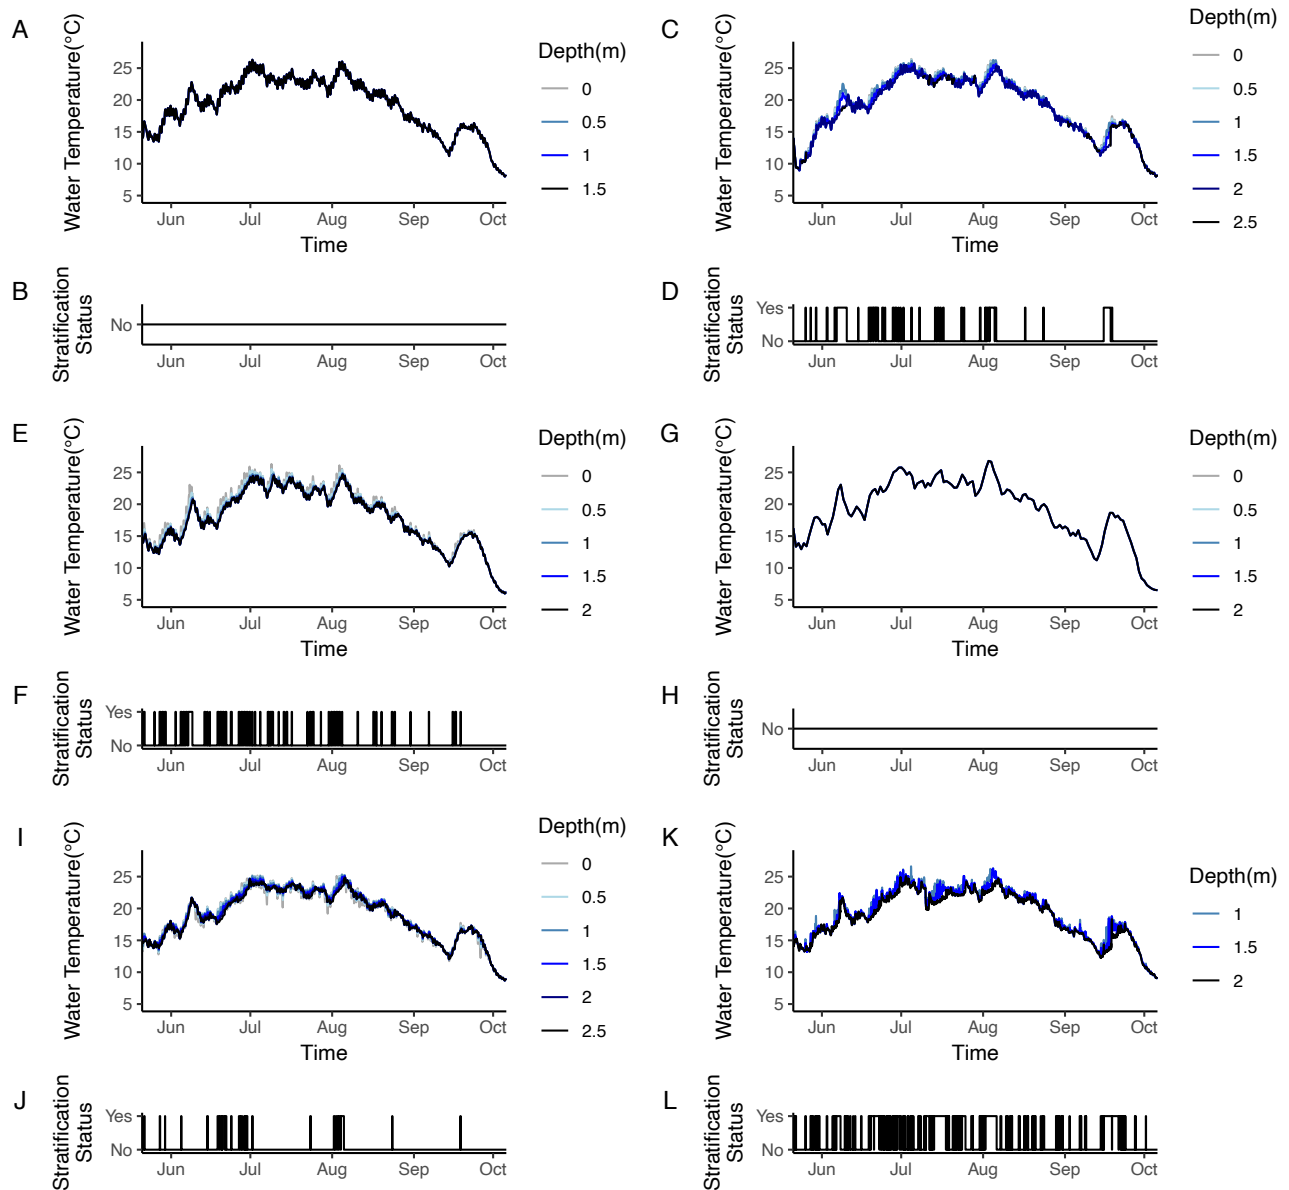 A
Water Temperature(°C)
25
20
15
10
5
Jun Jul Aug Sep Oct
Time
Depth(m)
0
0.5
1
1.5
C
Water Temperature(°C)
25
20
15
10
5
Jun Jul Aug Sep Oct
Time
Depth(m)
0
0.5
1
1.5
2
2.5
B
Stratification
Status
No
Jun Jul Aug Sep Oct
D
Stratification
Status
Yes
No
Jun Jul Aug Sep Oct
E
Water Temperature(°C)
25
20
15
10
5
Jun Jul Aug Sep Oct
Time
Depth(m)
0
0.5
1
1.5
2
G
Water Temperature(°C)
25
20
15
10
5
Jun Jul Aug Sep Oct
Time
Depth(m)
0
0.5
1
1.5
2
F
Stratification
Status
Yes
No
Jun Jul Aug Sep Oct
H
Stratification
Status
No
Jun Jul Aug Sep Oct
I
Water Temperature(°C)
25
20
15
10
5
Jun Jul Aug Sep Oct
Time
Depth(m)
0
0.5
1
1.5
2
2.5
K
Water Temperature(°C)
25
20
15
10
5
Jun Jul Aug Sep Oct
Time
Depth(m)
1
1.5
2
J
Stratification
Status
Yes
No
Jun Jul Aug Sep Oct
L
Stratification
Status
Yes
No
Jun Jul Aug Sep Oct